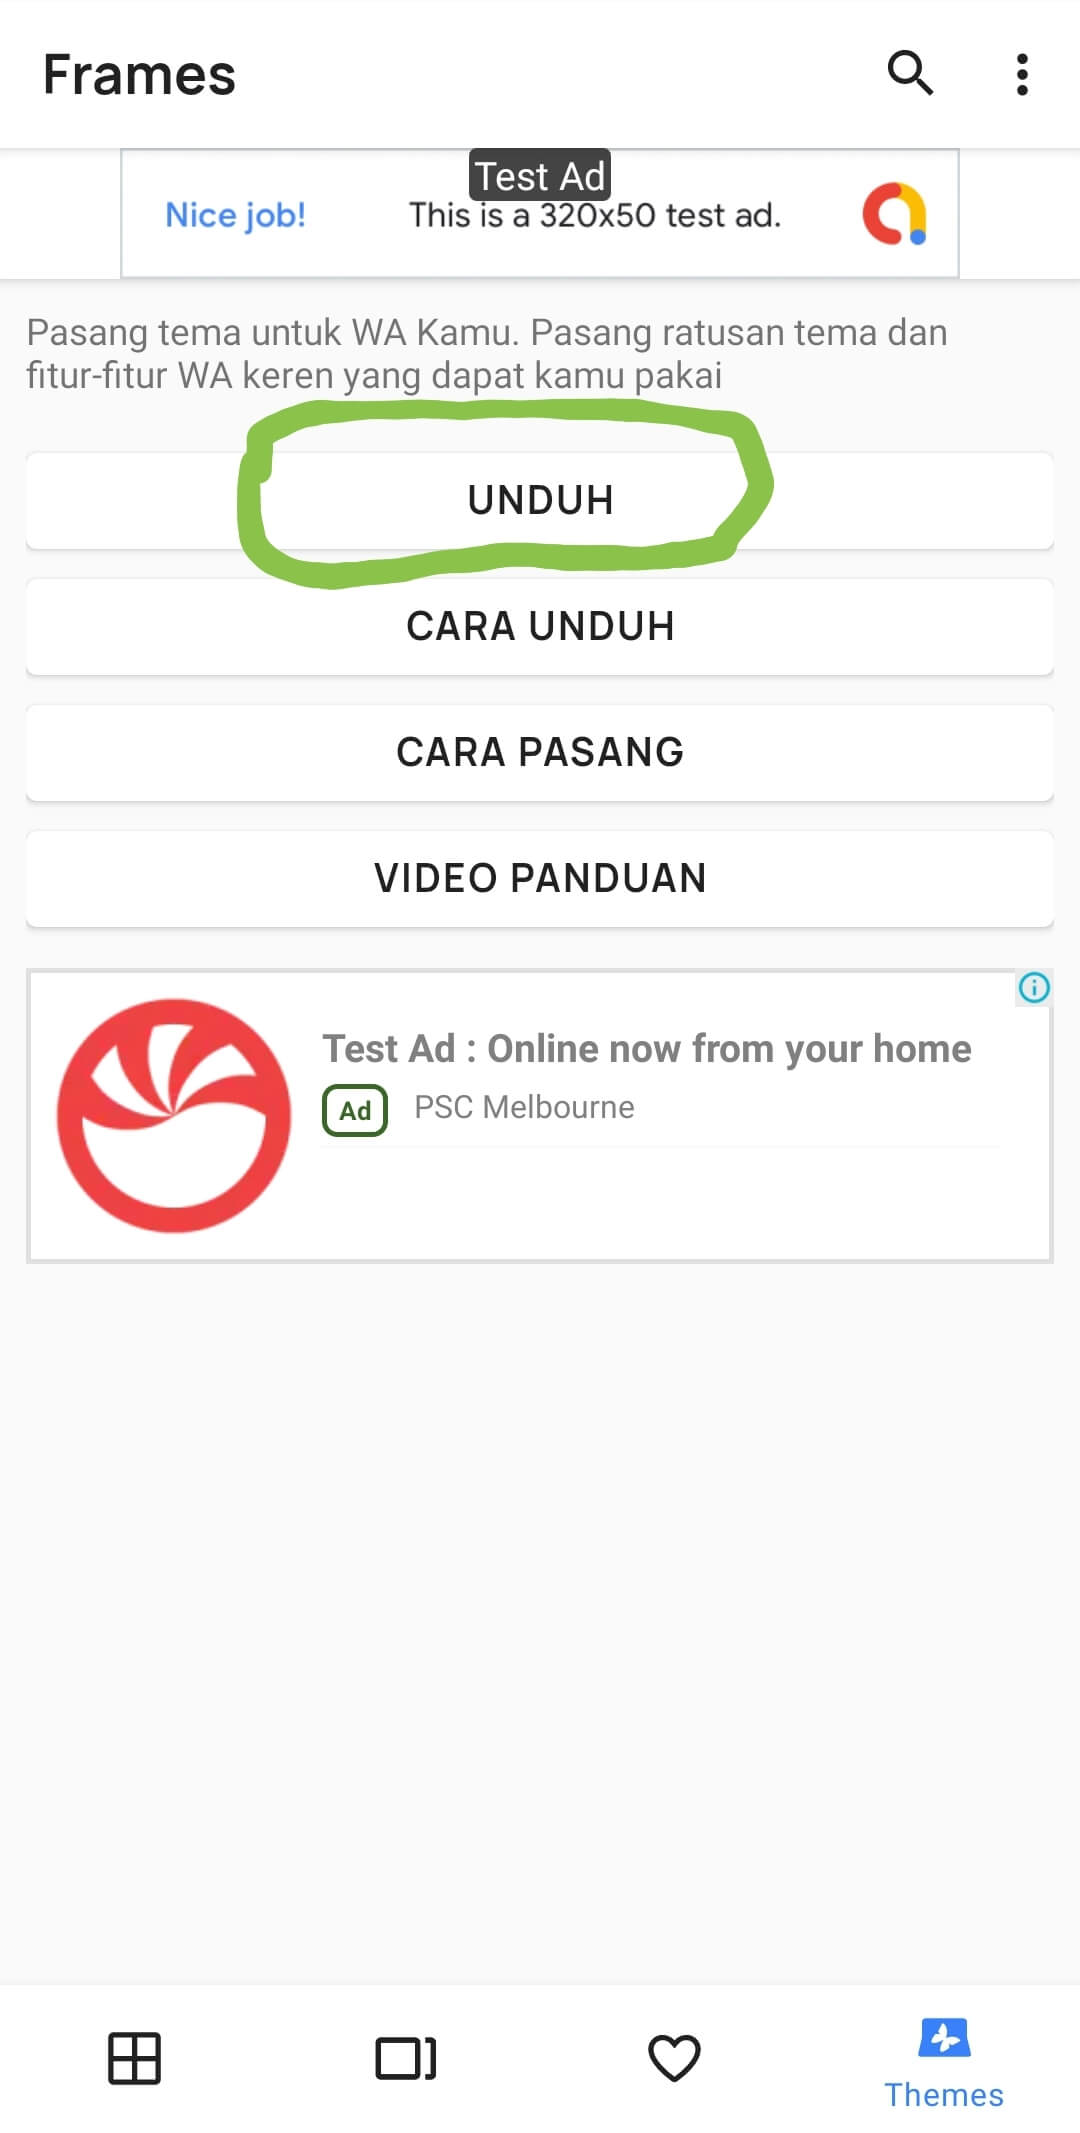 Frames
Test Ad
Nice job!
This is a 320x50 test ad.
Pasang tema untuk WA Kamu. Pasang ratusan tema dan
fitur-fitur WA keren yang dapat kamu pakai
UNDUH
CARA UNDUH
CARA PASANG
VIDEO PANDUAN
Test Ad : Online now from your home
Ad
PSC Melbourne
Themes